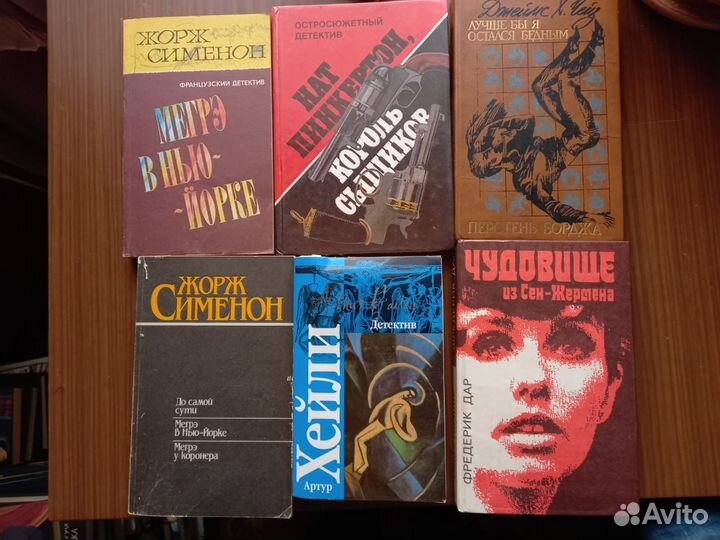 ЖОРЖ
СИМЕНОН
ФРАНЦУЗСКИЙ ДЕТЕКТИВ
МЕГРЭ
В НЬЮ-
-ЙОРКЕ
ОСТРОСЮЖЕТНЫЙ
ДЕТЕКТИВ
НАТ
ПИНКЕРТОН,
КОРОЛЬ
СЫЩИКОВ
Джеймс Х. Чейз
ЛУЧШЕ БЫ Я
ОСТАЛСЯ БЕДНЫМ
ПЕРСТЕНЬ БОРДЖА
ЖОРЖ
СИМЕНОН
До самой
сути
Мегрэ
в Нью-Йорке
Мегрэ
у коронера
Артур
Хейли
Детектив
ЧУДОВИЩЕ
из Сен-Жермена
ФРЕДЕРИК ДАР
Avito